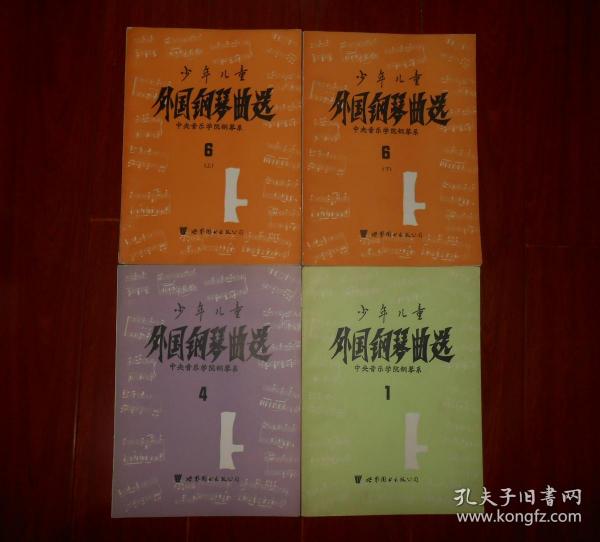 少年儿童
外国钢琴曲选
中央音乐学院钢琴系
6
(上)
世界图书出版公司
少年儿童
外国钢琴曲选
中央音乐学院钢琴系
6
(下)
世界图书出版公司
少年儿童
外国钢琴曲选
中央音乐学院钢琴系
4
世界图书出版公司
少年儿童
外国钢琴曲选
中央音乐学院钢琴系
1
世界图书出版公司
孔夫子旧书网
www.kongfz.com